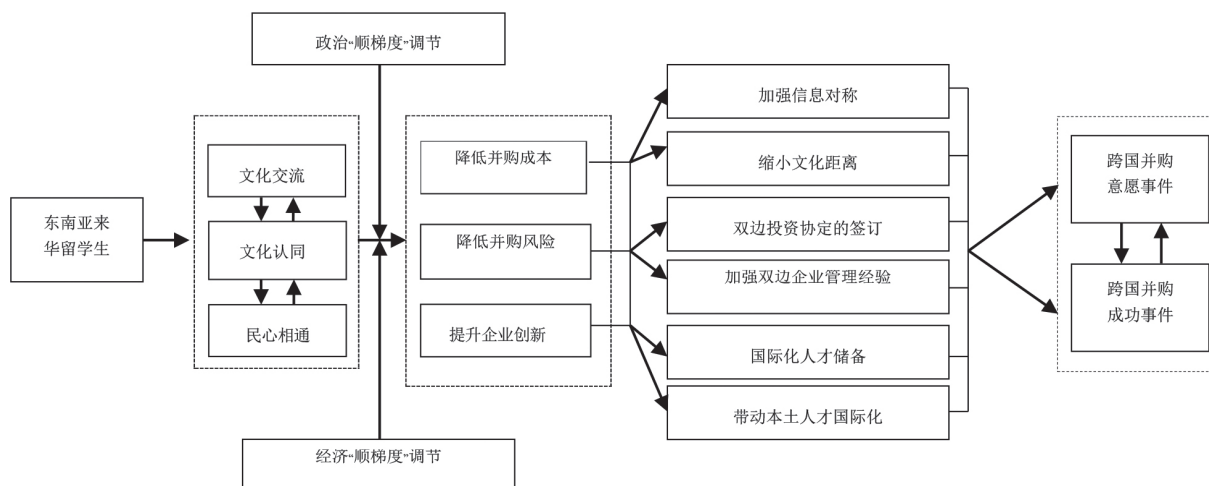 政治“顺梯度”调节
东南亚来
华留学生
文化交流
文化认同
民心相通
经济“顺梯度”调节
降低并购成本
降低并购风险
提升企业创新
加强信息对称
缩小文化距离
双边投资协定的签订
加强双边企业管理经验
国际化人才储备
带动本土人才国际化
跨国并购
意愿事件
跨国并购
成功事件